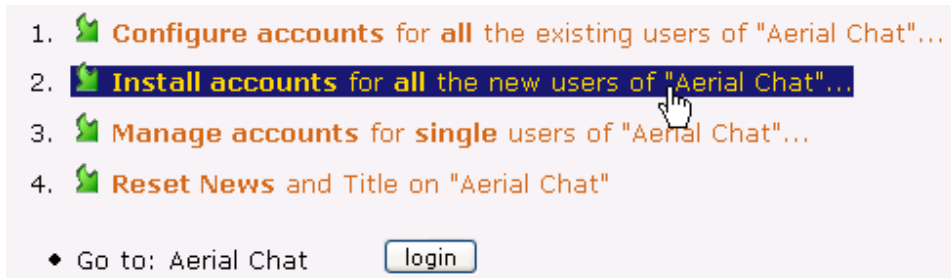 1. Configure accounts for all the existing users of "Aerial Chat"...
2. Install accounts for all the new users of "Aerial Chat"...
3. Manage accounts for single users of "Aerial Chat"...
4. Reset News and Title on "Aerial Chat"
• Go to: Aerial Chat login